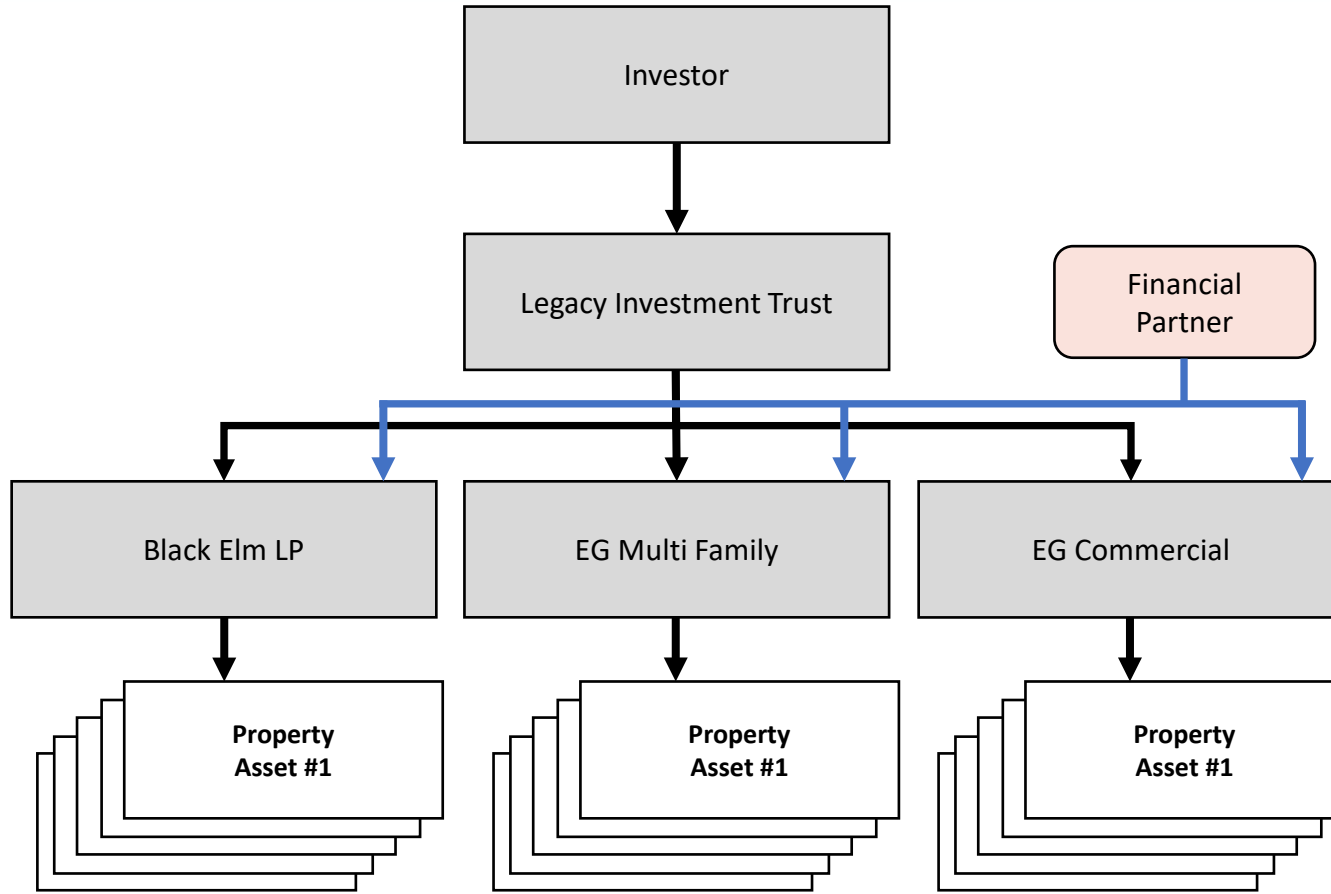 Investor
Legacy Investment Trust
Financial
Partner
Black Elm LP
EG Multi Family
EG Commercial
Property
Asset #1
Property
Asset #1
Property
Asset #1